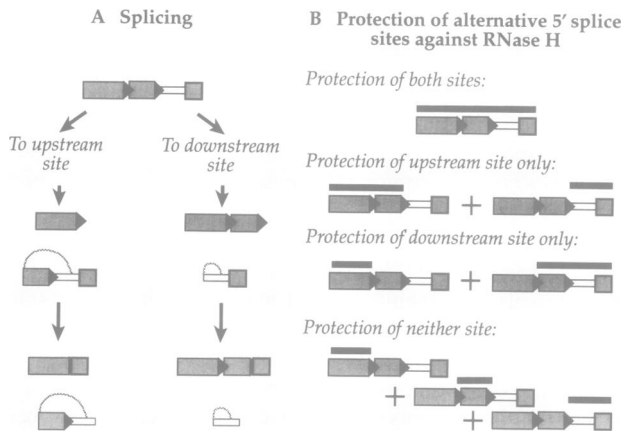 A Splicing
To upstream
site
To downstream
site
B Protection of alternative 5' splice
sites against RNase H
Protection of both sites:
Protection of upstream site only:
+
Protection of downstream site only:
+
Protection of neither site:
+
+